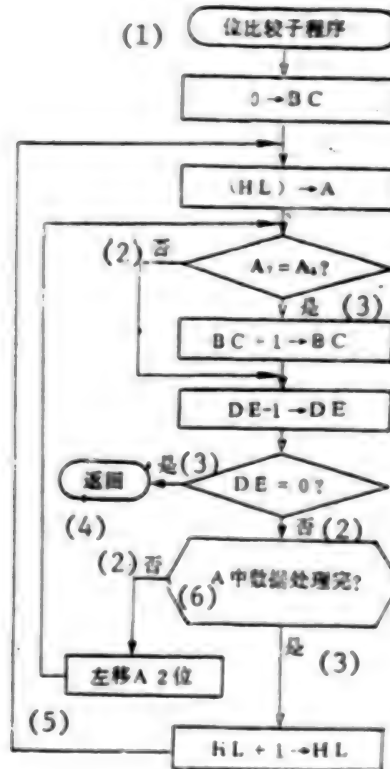 (1) 位比较子程序
0→BC
(HL)→A
(2) 否
A₇=A₆?
是 (3)
BC+1→BC
DE-1→DE
是(3)
DE=0?
返回
(4)
否(2)
(2)否
(6)
A中数据处理完?
是
(3)
左移A 2位
(5)
HL+1→HL